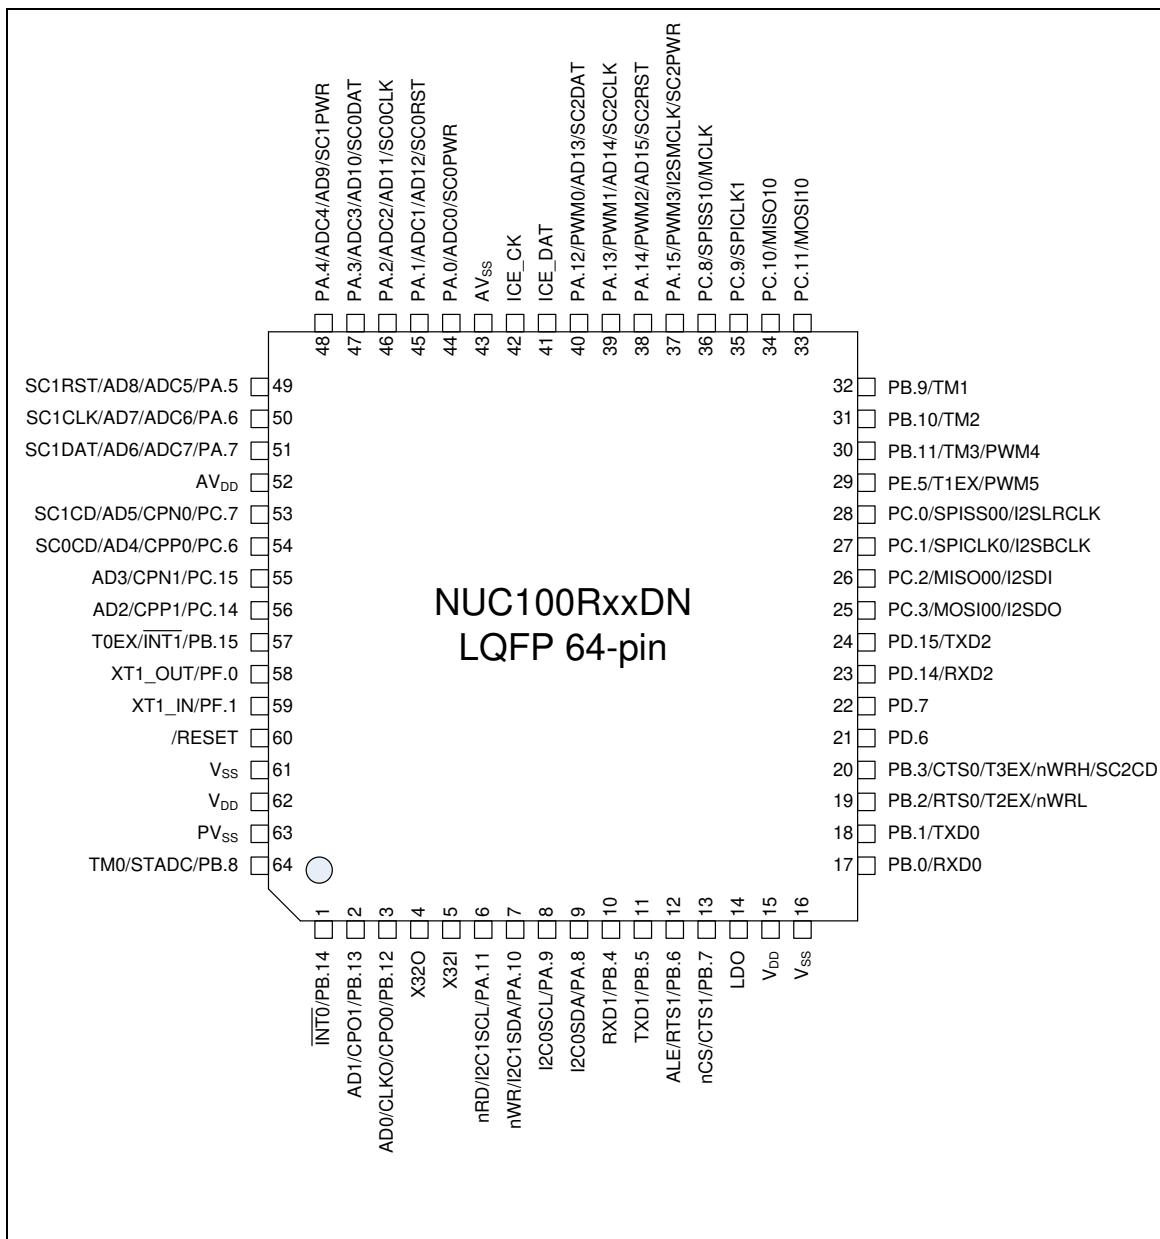 PA.4/ADC4/AD9/SC1PWR
PA.3/ADC3/AD10/SC0DAT
PA.2/ADC2/AD11/SC0CLK
PA.1/ADC1/AD12/SC0RST
PA.0/ADC0/SC0PWR
AVSS
ICE_CK
ICE_DAT
PA.12/PWM0/AD13/SC2DAT
PA.13/PWM1/AD14/SC2CLK
PA.14/PWM2/AD15/SC2RST
PA.15/PWM3/I2SMCLK/SC2PWR
PC.8/SPISS10/MCLK
PC.9/SPICLK1
PC.10/MISO10
PC.11/MOSI10
48 47 46 45 44 43 42 41 40 39 38 37 36 35 34 33
SC1RST/AD8/ADC5/PA.5 49
SC1CLK/AD7/ADC6/PA.6 50
SC1DAT/AD6/ADC7/PA.7 51
AVDD 52
SC1CD/AD5/CPN0/PC.7 53
SC0CD/AD4/CPP0/PC.6 54
AD3/CPN1/PC.15 55
AD2/CPP1/PC.14 56
T0EX/INT1/PB.15 57
XT1_OUT/PF.0 58
XT1_IN/PF.1 59
/RESET 60
VSS 61
VDD 62
PVSS 63
TM0/STADC/PB.8 64
NUC100RxxDN
LQFP 64-pin
32 PB.9/TM1
31 PB.10/TM2
30 PB.11/TM3/PWM4
29 PE.5/T1EX/PWM5
28 PC.0/SPISS00/I2SLRCLK
27 PC.1/SPICLK0/I2SBCLK
26 PC.2/MISO00/I2SDI
25 PC.3/MOSI00/I2SDO
24 PD.15/TXD2
23 PD.14/RXD2
22 PD.7
21 PD.6
20 PB.3/CTS0/T3EX/nWRH/SC2CD
19 PB.2/RTS0/T2EX/nWRL
18 PB.1/TXD0
17 PB.0/RXD0
1 2 3 4 5 6 7 8 9 10 11 12 13 14 15 16
INT0/PB.14
AD1/CPO1/PB.13
AD0/CLKO/CPO0/PB.12
X32O
X32I
nRD/I2C1SCL/PA.11
nWR/I2C1SDA/PA.10
I2C0SCL/PA.9
I2C0SDA/PA.8
RXD1/PB.4
TXD1/PB.5
ALE/RTS1/PB.6
nCS/CTS1/PB.7
LDO
VDD
VSS